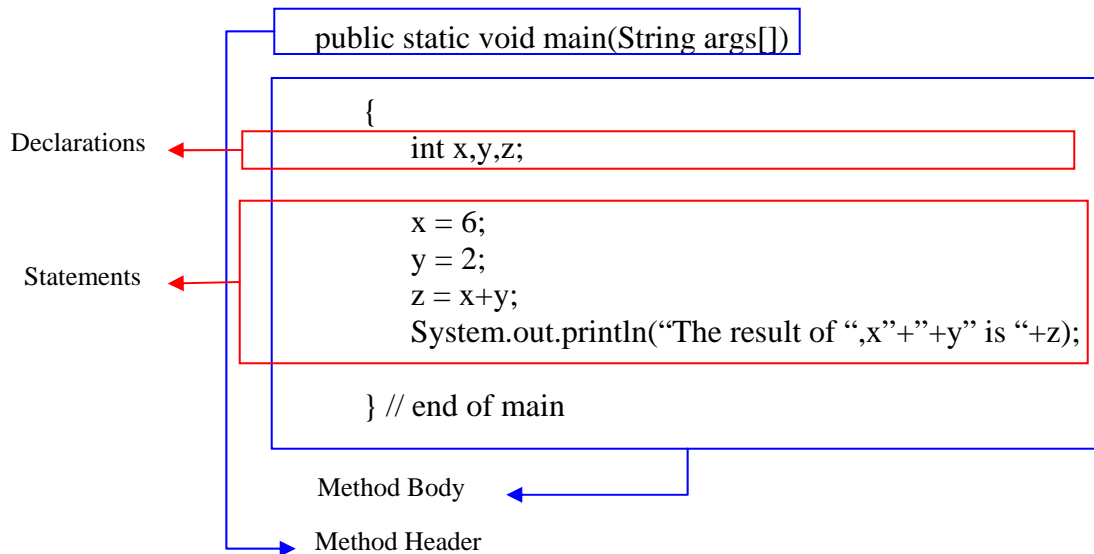 public static void main(String args[])
{
Declarations
int x,y,z;
x = 6;
y = 2;
Statements
z = x+y;
System.out.println(“The result of “,x”+”+y” is “+z);
} // end of main
Method Body
Method Header